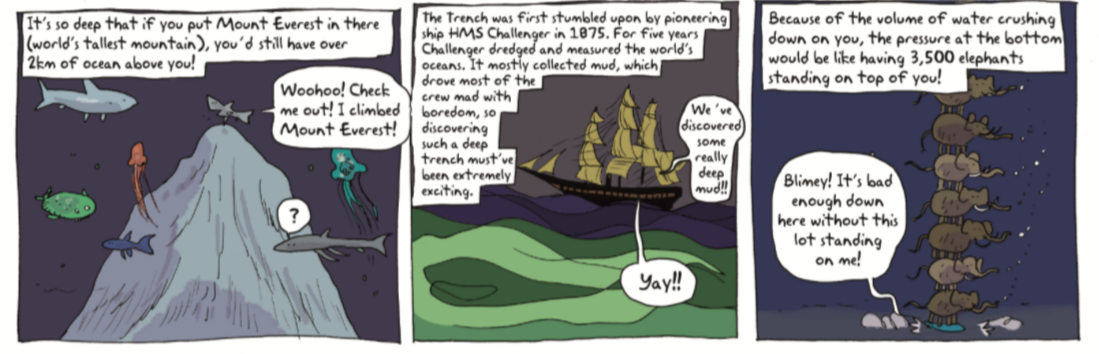 It's so deep that if you put Mount Everest in there
(world's tallest mountain), you'd still have over
2km of ocean above you!
Woohoo! Check
me out! I climbed
Mount Everest!
?
The Trench was first stumbled upon by pioneering
ship HMS Challenger in 1875. For five years
Challenger dredged and measured the world's
oceans. It mostly collected mud, which
drove most of the
crew mad with
boredom, so
discovering
such a deep
trench must've
been extremely
exciting.
We've
discovered
some
really
deep
mud!!
Yay!!
Because of the volume of water crushing
down on you, the pressure at the bottom
would be like having 3,500 elephants
standing on top of you!
Blimey! It's bad
enough down
here without this
lot standing
on me!